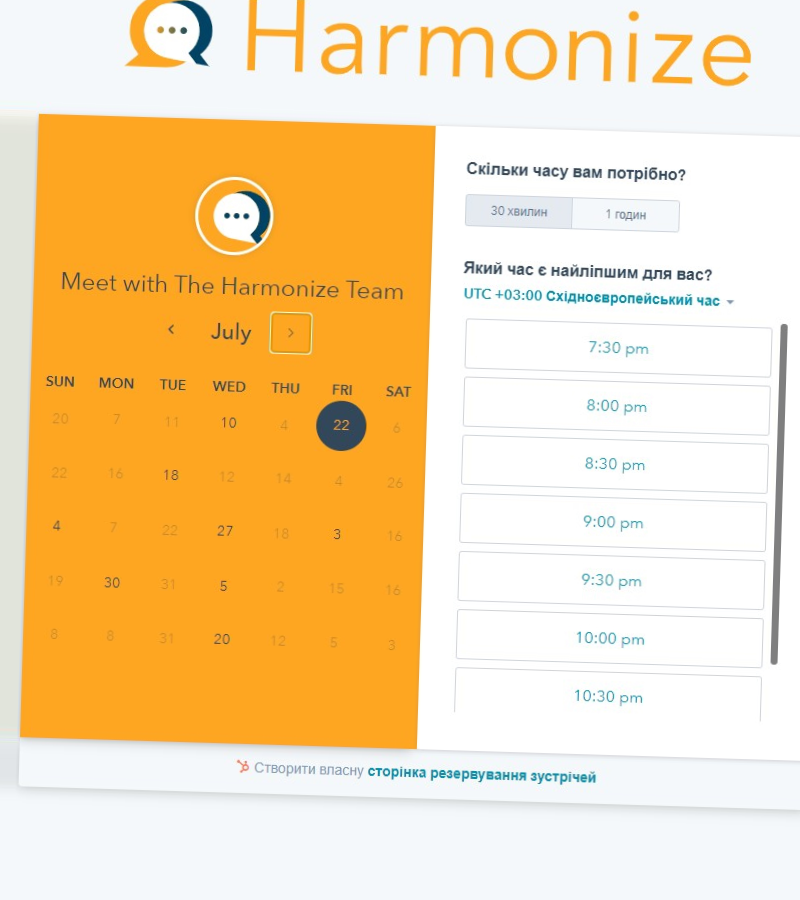 Harmonize
Meet with The Harmonize Team
July
SUN MON TUE WED THU FRI SAT
20 7 11 10 4 22 6
22 16 18 12 14 4 26
4 7 22 27 18 3 16
19 30 31 5 2 15 16
8 8 31 20 12 5 3
Скільки часу вам потрібно?
30 хвилин 1 годин
Який час є найліпшим для вас?
UTC +03:00 Східноєвропейський час
7:30 pm
8:00 pm
8:30 pm
9:00 pm
9:30 pm
10:00 pm
10:30 pm
Створити власну сторінка резервування зустрічей